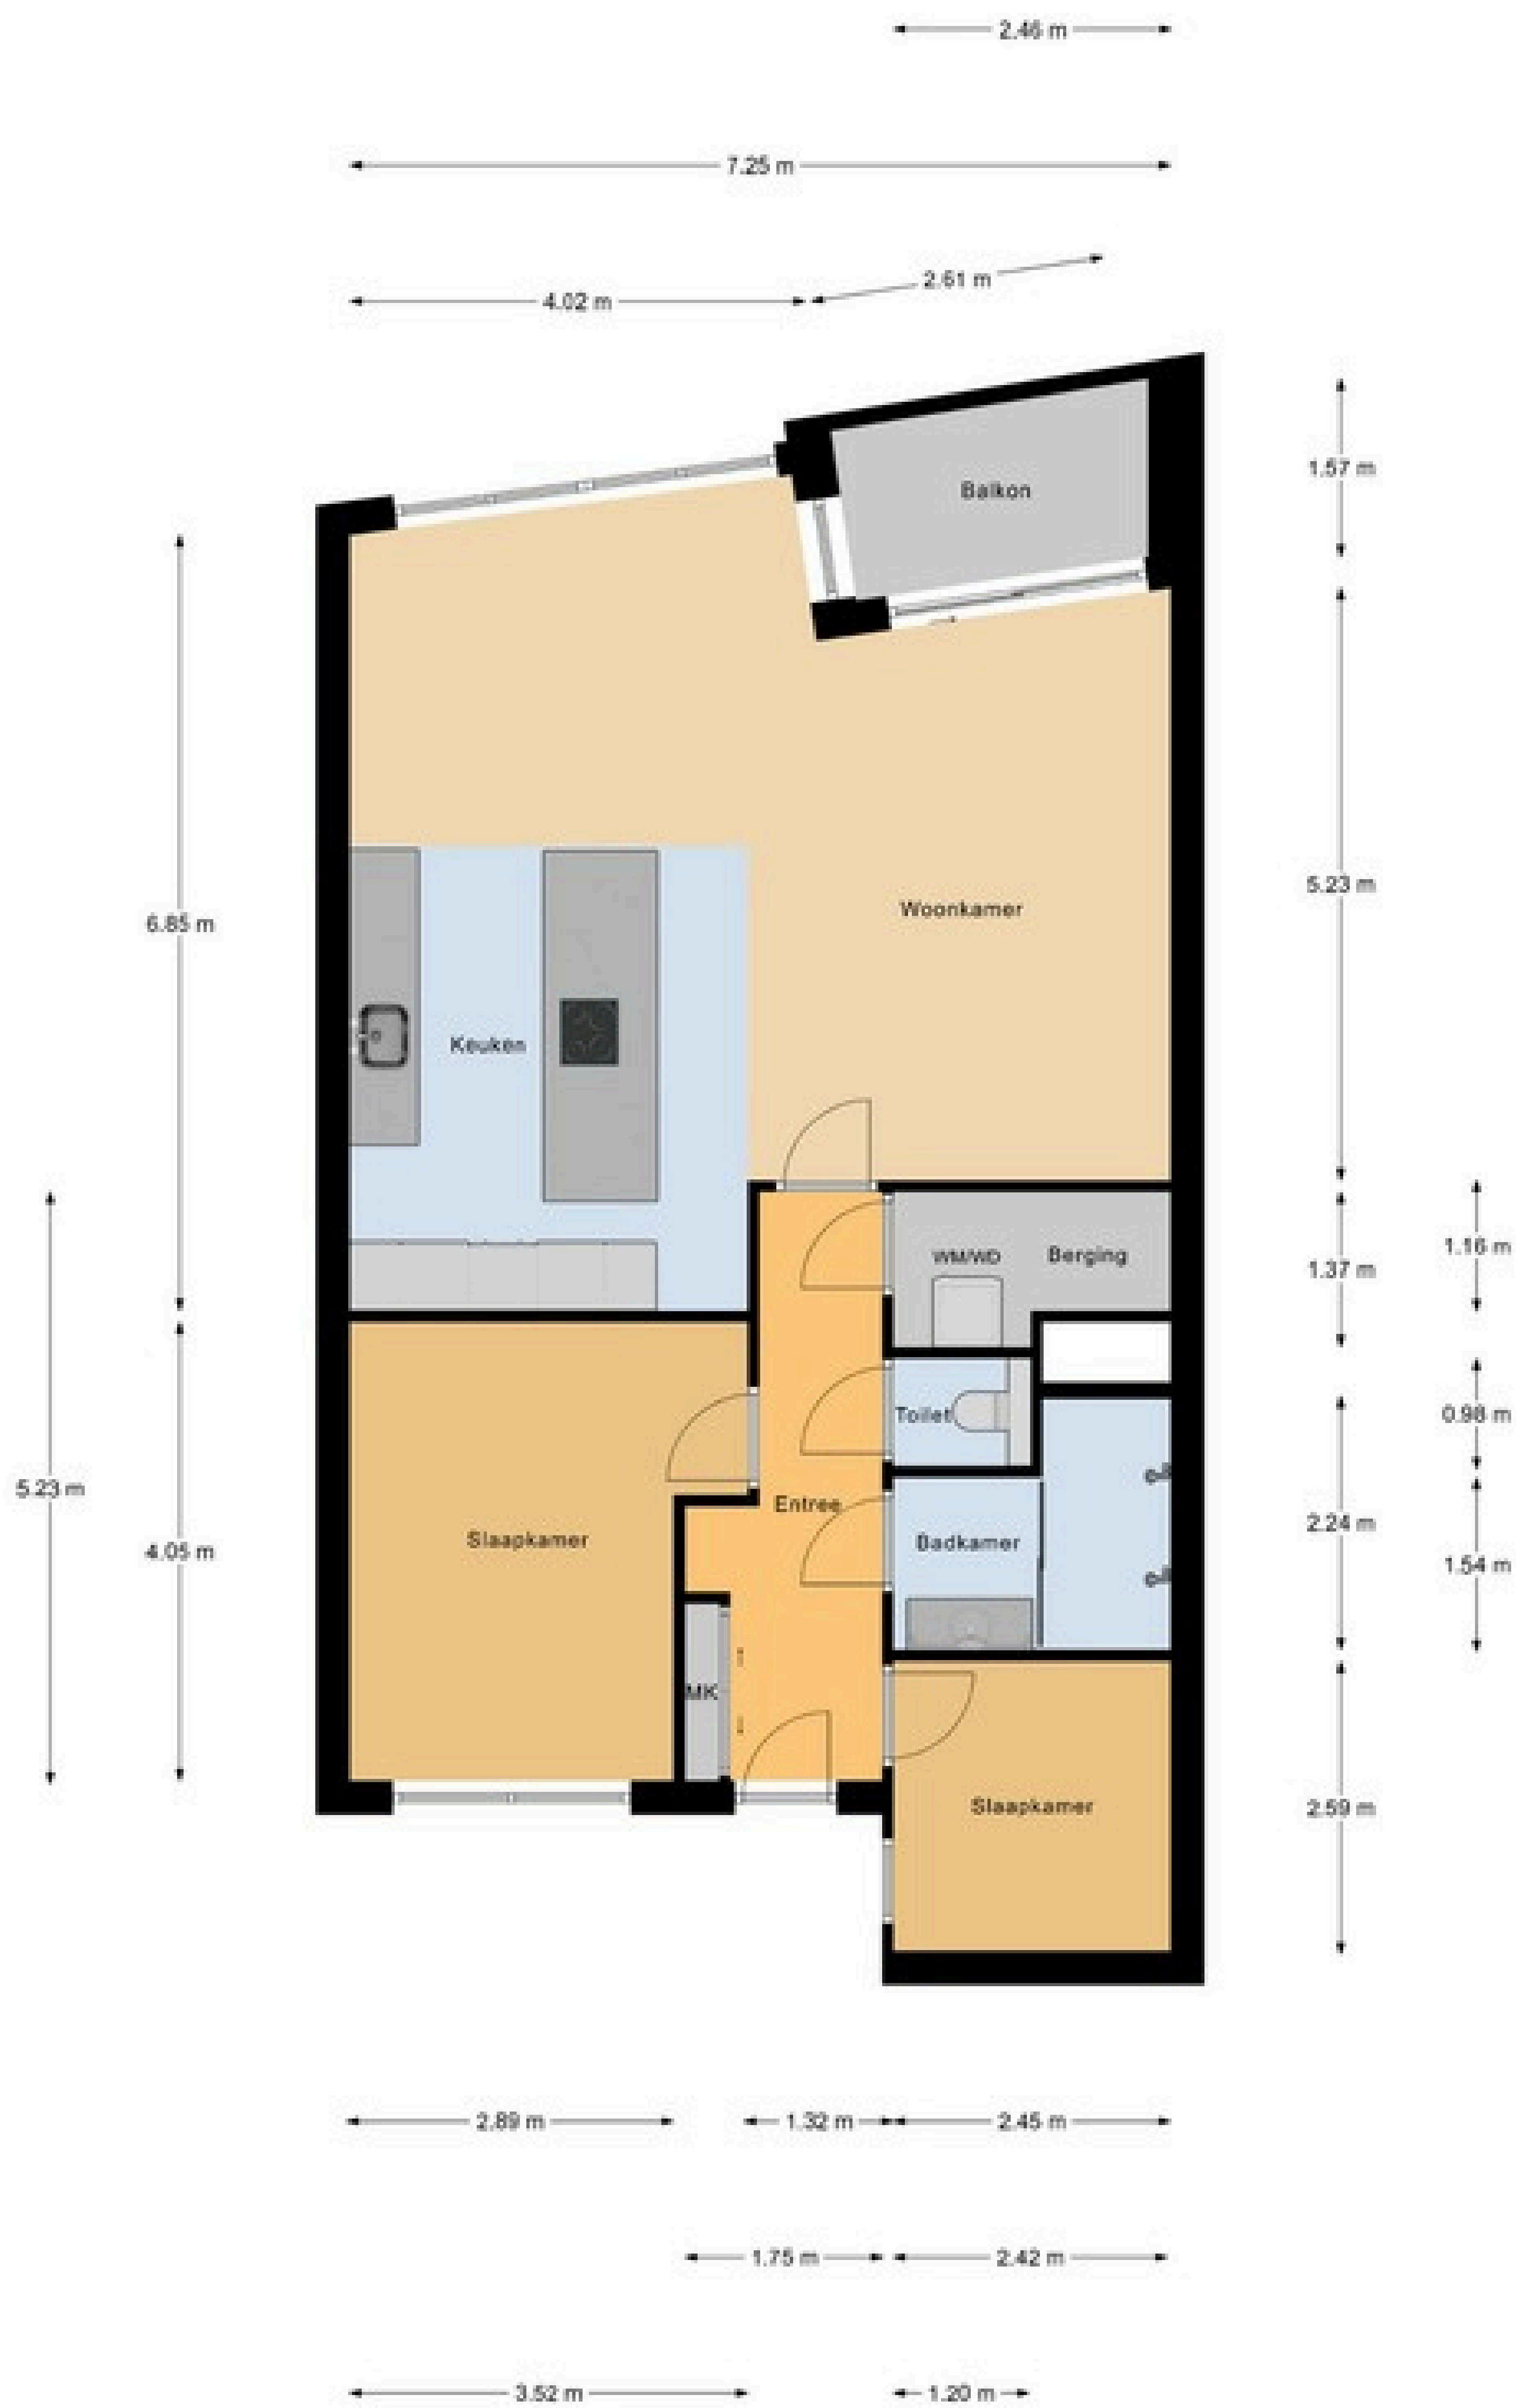 2.46 m
7.25 m
2.61 m
4.02 m
1.57 m
Balkon
5.23 m
Woonkamer
6.85 m
Keuken
1.16 m
WM/WD
Berging
1.37 m
0.98 m
Toilet
5.23 m
Entree
2.24 m
Slaapkamer
Badkamer
4.05 m
1.54 m
MK
Slaapkamer
2.59 m
2.89 m
1.32 m
2.45 m
1.75 m
2.42 m
3.52 m
1.20 m